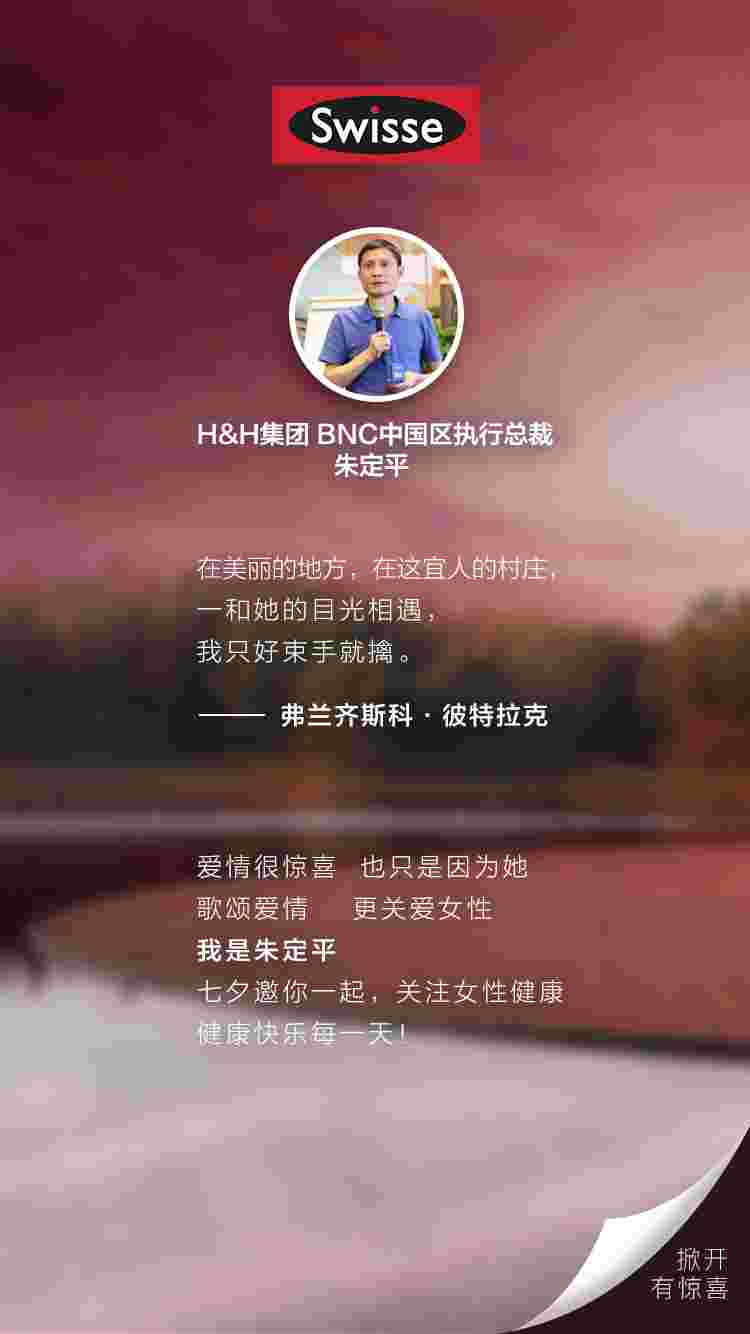 Swisse
H&H集团 BNC中国区执行总裁
朱定平
在美丽的地方，在这宜人的村庄，
一和她的目光相遇，
我只好束手就擒。
—— 弗兰齐斯科·彼特拉克
爱情很惊喜 也只是因为她
歌颂爱情 更关爱女性
我是朱定平
七夕邀你一起，关注女性健康
健康快乐每一天！
掀开
有惊喜